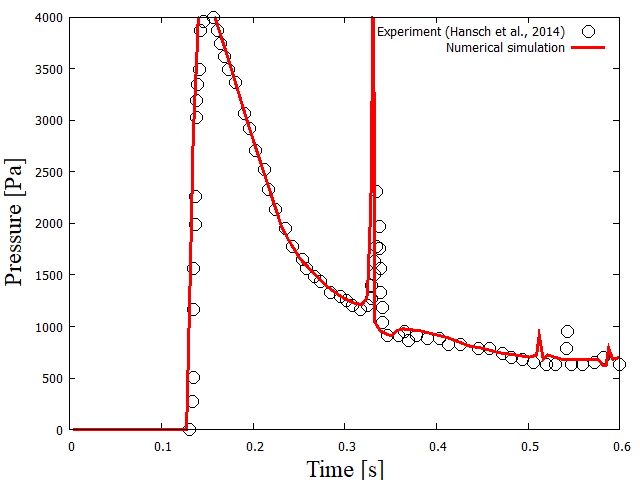 4000
3500
3000
2500
2000
1500
1000
500
0
Pressure [Pa]
Experiment (Hansch et al., 2014)
Numerical simulation
0 0.1 0.2 0.3 0.4 0.5 0.6
Time [s]